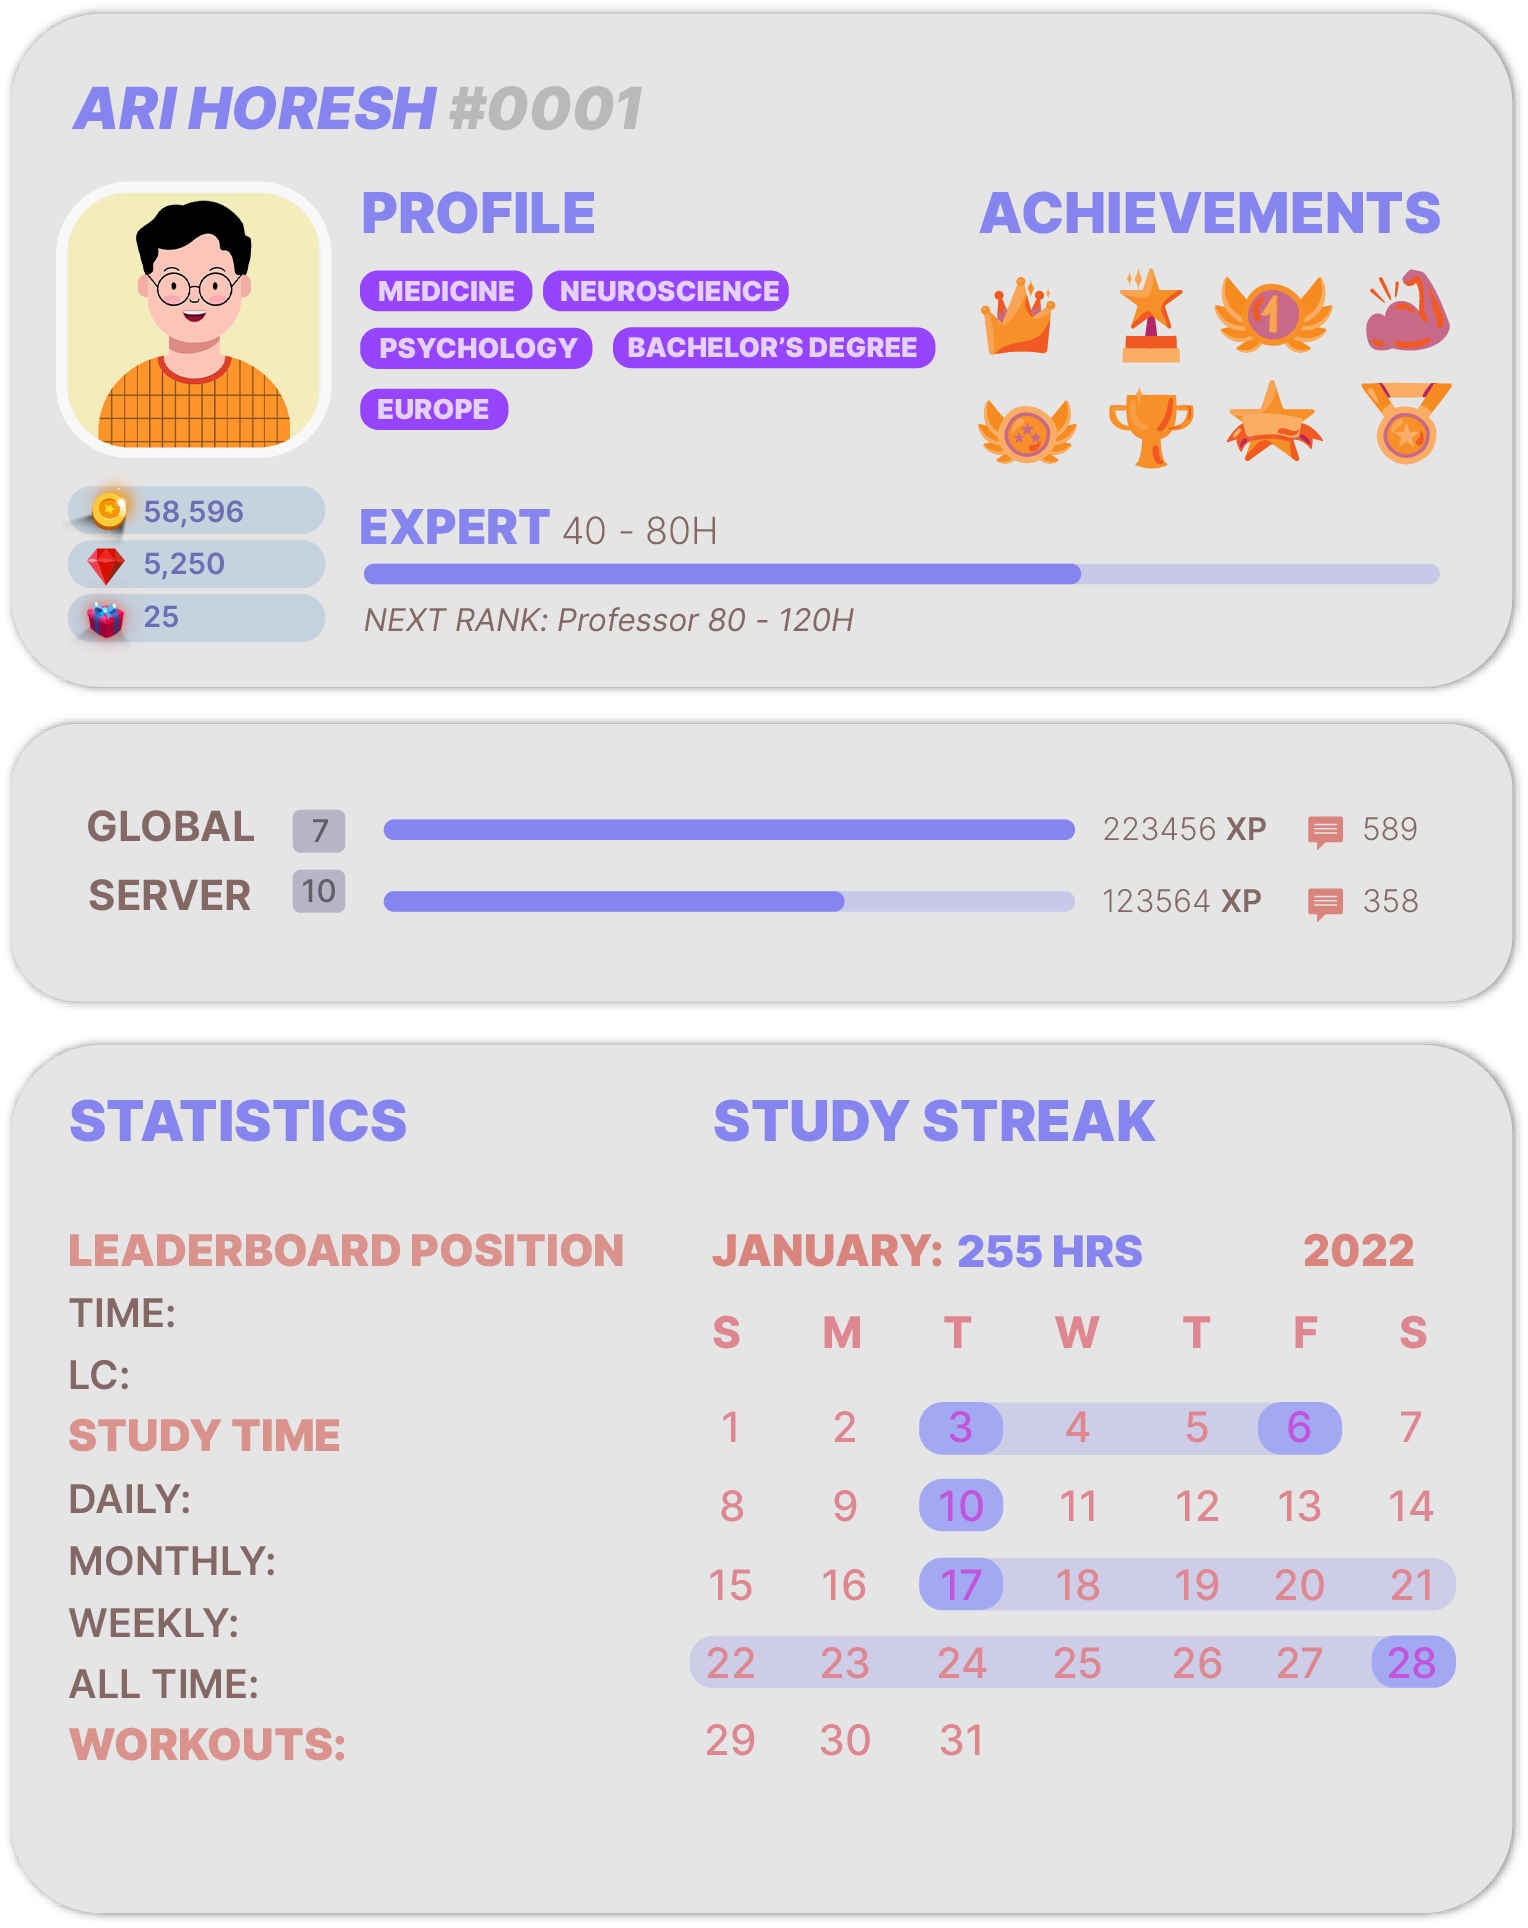 ARI HORESH #0001
PROFILE
MEDICINE NEUROSCIENCE
PSYCHOLOGY BACHELOR'S DEGREE
EUROPE
ACHIEVEMENTS
1
58,596
5,250
25
EXPERT 40 - 80H
NEXT RANK: Professor 80 - 120H
GLOBAL 7 223456 XP 589
SERVER 10 123564 XP 358
STATISTICS
LEADERBOARD POSITION
TIME:
LC:
STUDY TIME
DAILY:
MONTHLY:
WEEKLY:
ALL TIME:
WORKOUTS:
STUDY STREAK
JANUARY: 255 HRS 2022
S M T W T F S
1 2 3 4 5 6 7
8 9 10 11 12 13 14
15 16 17 18 19 20 21
22 23 24 25 26 27 28
29 30 31